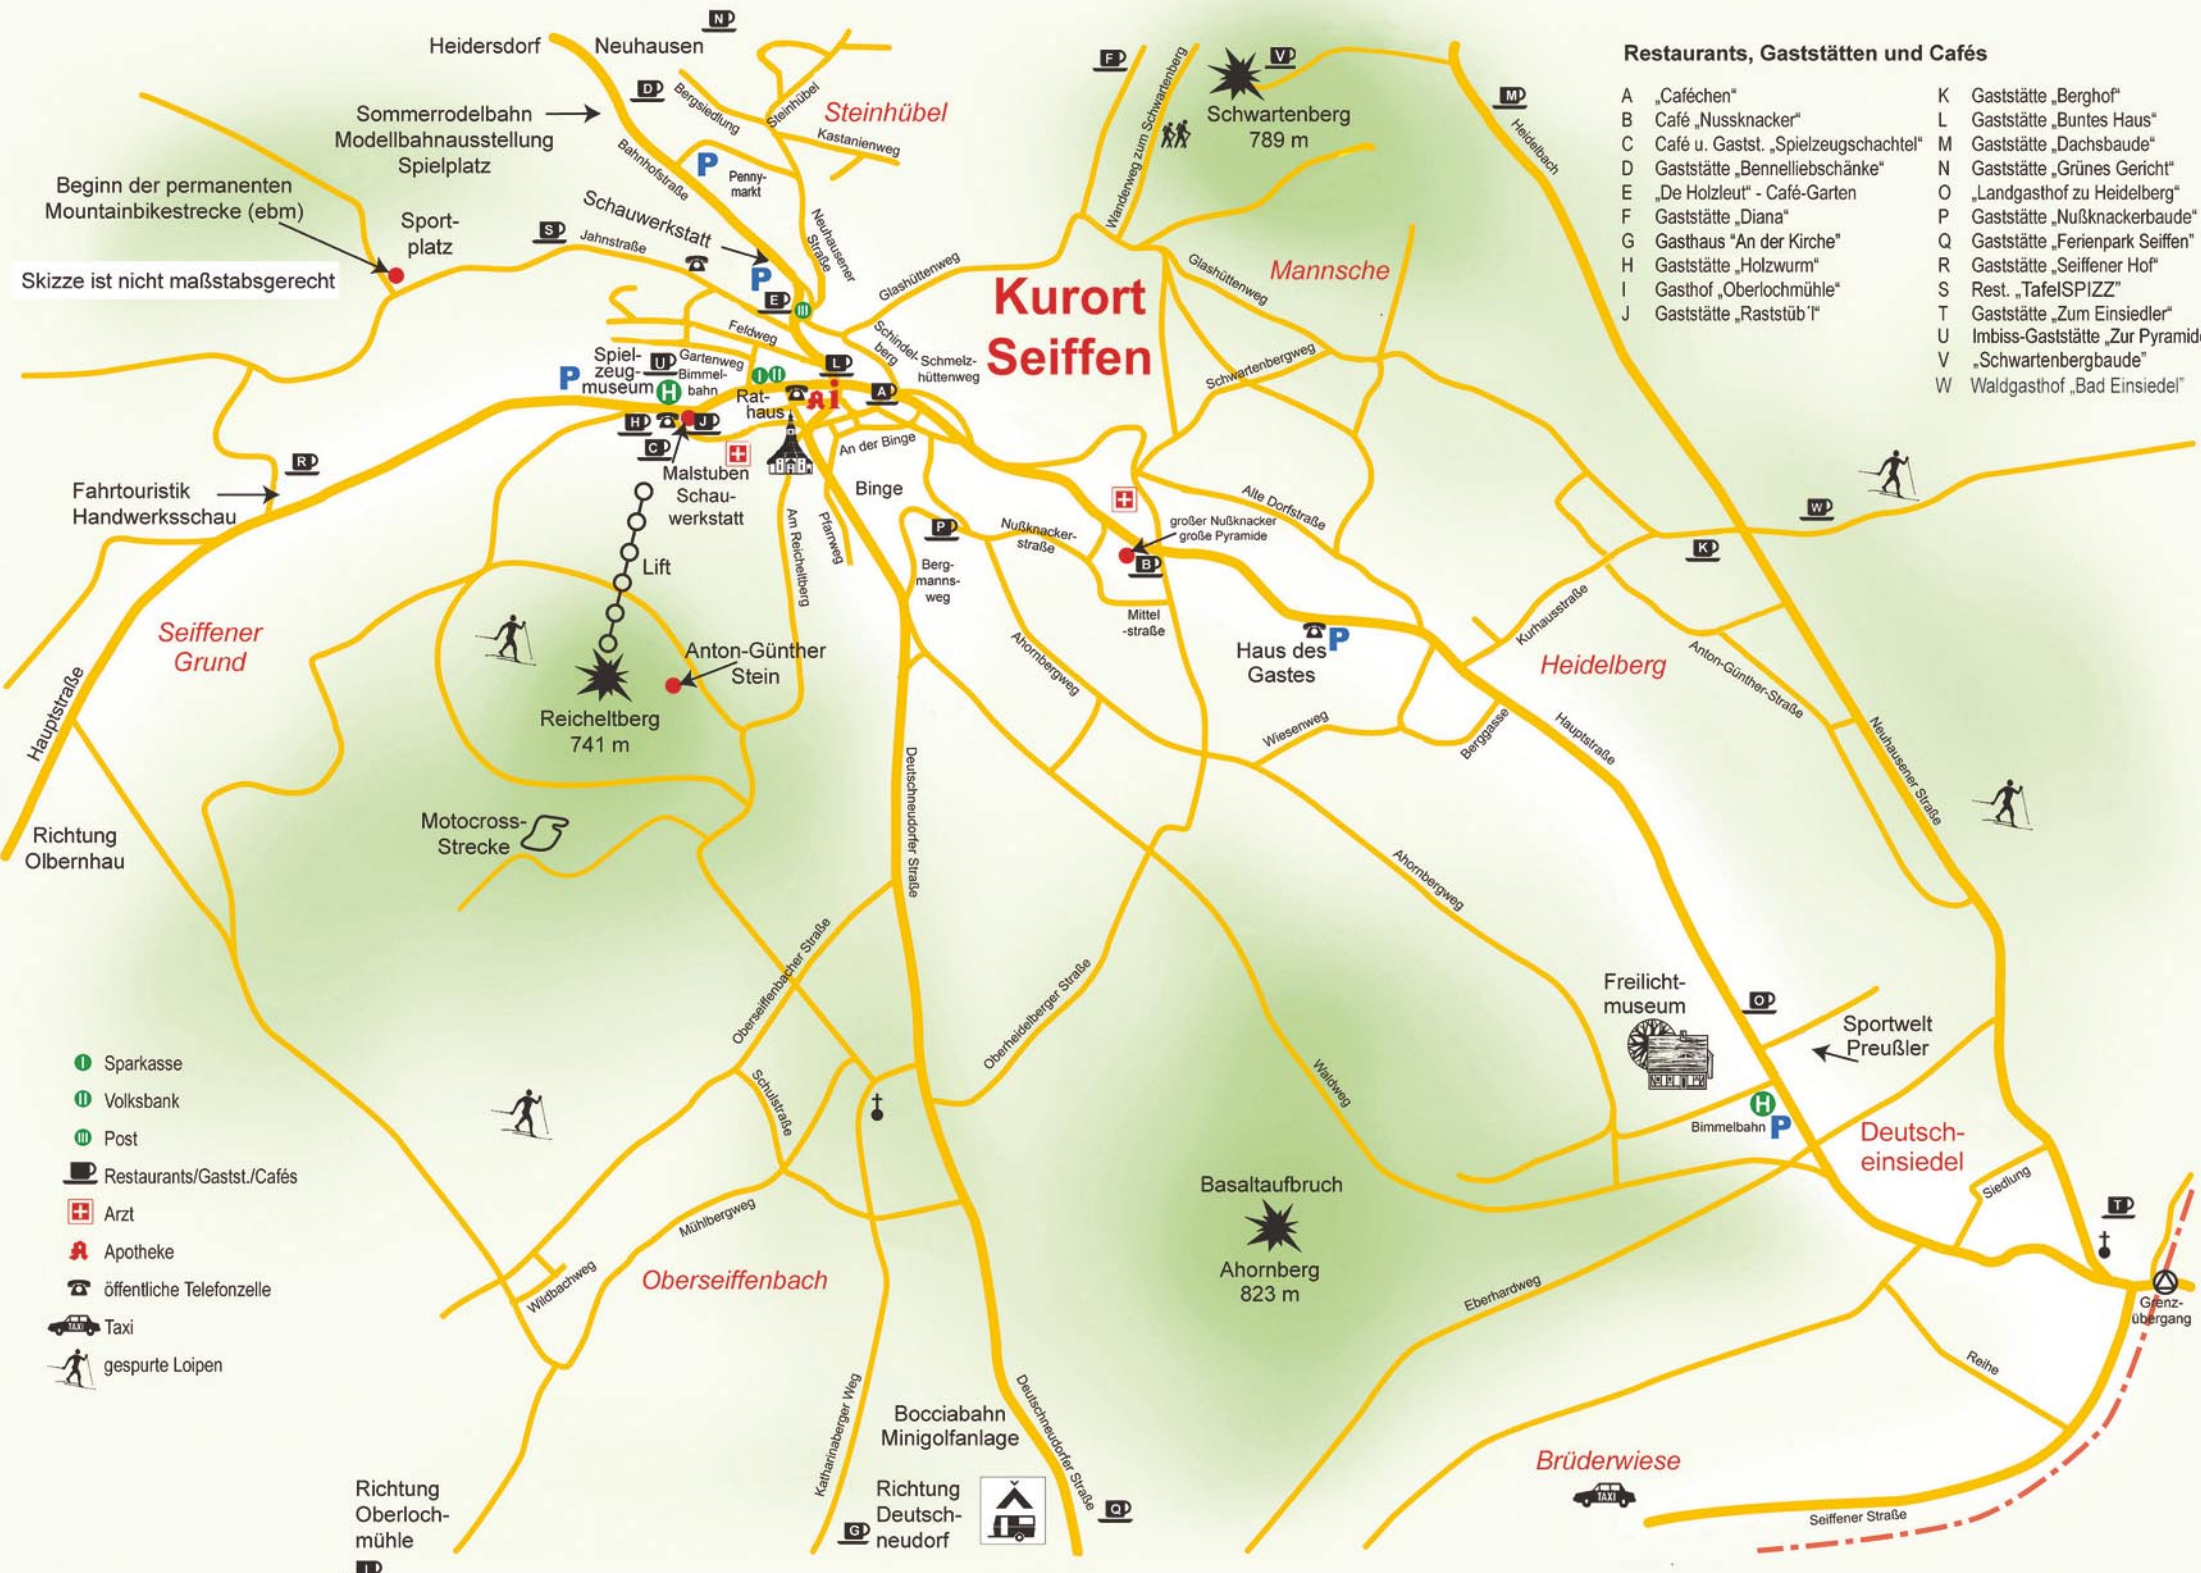 Heidersdorf
Neuhausen
N
D
Bergsiedlung
Steinhübel
Steinhübel
Kastanienweg
Sommerrodelbahn
Modellbahnausstellung
Spielplatz
Bahnhofstraße
P
Penny-
markt
Beginn der permanenten
Mountainbikestrecke (ebm)
Sport-
platz
Schauwerkstatt
S
Jahnstraße
Neuhausener
Straße
Skizze ist nicht maßstabsgerecht
P
E
III
Glashüttenweg
F
Wanderweg zum Schwartenberg
V
Schwartenberg
789 m
M
Heidelbach
Glashüttenweg
Mannsche
Kurort
Seiffen
Restaurants, Gaststätten und Cafés
A „Caféchen“
B Café „Nussknacker“
C Café u. Gastst. „Spielzeugschachtel“
D Gaststätte „Bennelliebschänke“
E „De Holzleut“ - Café-Garten
F Gaststätte „Diana“
G Gasthaus "An der Kirche"
H Gaststätte „Holzwurm“
I Gasthof „Oberlochmühle“
J Gaststätte „Raststüb´l“
K Gaststätte „Berghof“
L Gaststätte „Buntes Haus“
M Gaststätte „Dachsbaude“
N Gaststätte „Grünes Gericht“
O „Landgasthof zu Heidelberg“
P Gaststätte „Nußknackerbaude“
Q Gaststätte „Ferienpark Seiffen“
R Gaststätte „Seiffener Hof“
S Rest. „TafelSPIZZ“
T Gaststätte „Zum Einsiedler“
U Imbiss-Gaststätte „Zur Pyramide
V „Schwartenbergbaude“
W Waldgasthof „Bad Einsiedel“
Feldweg
Schindel-
berg
Schmelz-
hüttenweg
Spiel-
zeug-
museum
P
U
H
Gartenweg
Bimmel-
bahn
I II
L
A
Rat-
haus
A i
H
J
C
An der Binge
Schwartenbergweg
R
Malstuben
Schau-
werkstatt
Binge
Fahrtouristik
Handwerksschau
Lift
Am Reicheltberg
Pfarrweg
P
Nußknacker-
straße
großer Nußknacker
große Pyramide
B
Alte Dorfstraße
W
K
Berg-
manns-
weg
Mittel
-straße
Haus des
Gastes
P
Kurhausstraße
Heidelberg
Anton-Günther-Straße
Seiffener
Grund
Anton-Günther
Stein
Reicheltberg
741 m
Ahornbergweg
Wiesenweg
Berggasse
Hauptstraße
Neuhausener Straße
Hauptstraße
Richtung
Olbernhau
Motocross-
Strecke
Deutschneudorfer Straße
Ahornbergweg
Oberseiffenbacher Straße
Oberheidelberger Straße
Freilicht-
museum
O
Sportwelt
Preußler
H
Bimmelbahn
P
Deutsch-
einsiedel
Siedlung
T
Grenz-
übergang
I Sparkasse
II Volksbank
III Post
Restaurants/Gastst./Cafés
Arzt
A Apotheke
öffentliche Telefonzelle
TAXI Taxi
gespurte Loipen
Schulstraße
Mühlbergweg
Wildbachweg
Oberseiffenbach
Waldweg
Basaltaufbruch
Ahornberg
823 m
Eberhardweg
Reihe
Katharinaberger Weg
Bocciabahn
Minigolfanlage
Deutschneudorfer Straße
Richtung
Oberloch-
mühle
I
Richtung
Deutsch-
neudorf
G
Q
Brüderwiese
TAXI
Seiffener Straße